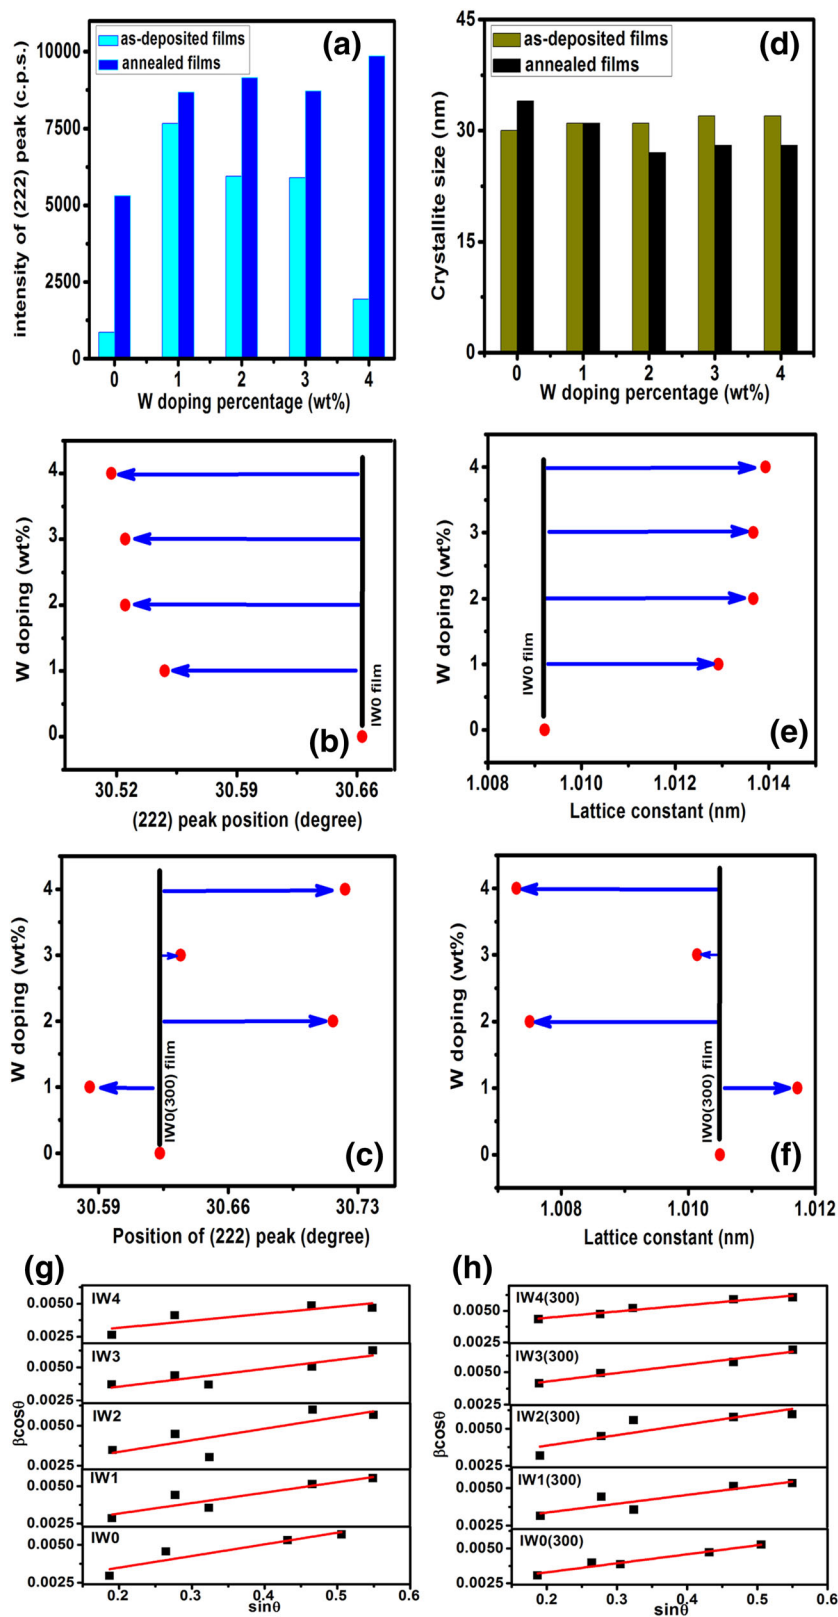 (a)
as-deposited films
annealed films
intensity of (222) peak (c.p.s.)
10000
7500
5000
2500
0
0 1 2 3 4
W doping percentage (wt%)
(d)
as-deposited films
annealed films
Crystallite size (nm)
45
30
15
0
0 1 2 3 4
W doping percentage (wt%)
W doping (wt%)
4
3
2
1
0
IW0 film
(b)
30.52 30.59 30.66
(222) peak position (degree)
W doping (wt%)
4
3
2
1
0
IW0 film
(e)
1.008 1.010 1.012 1.014
Lattice constant (nm)
W doping (wt%)
4
3
2
1
0
IW0(300) film
(c)
30.59 30.66 30.73
Position of (222) peak (degree)
W doping (wt%)
4
3
2
1
0
IW0(300) film
(f)
1.008 1.010 1.012
Lattice constant (nm)
(g)
βcosθ
IW4
0.0050
0.0025
IW3
0.0050
0.0025
IW2
0.0050
0.0025
IW1
0.0050
0.0025
IW0
0.0050
0.0025
0.2 0.3 0.4 0.5 0.6
sinθ
(h)
βcosθ
IW4(300)
0.0050
0.0025
IW3(300)
0.0050
0.0025
IW2(300)
0.0050
0.0025
IW1(300)
0.0050
0.0025
IW0(300)
0.0050
0.0025
0.2 0.3 0.4 0.5 0.6
sinθ